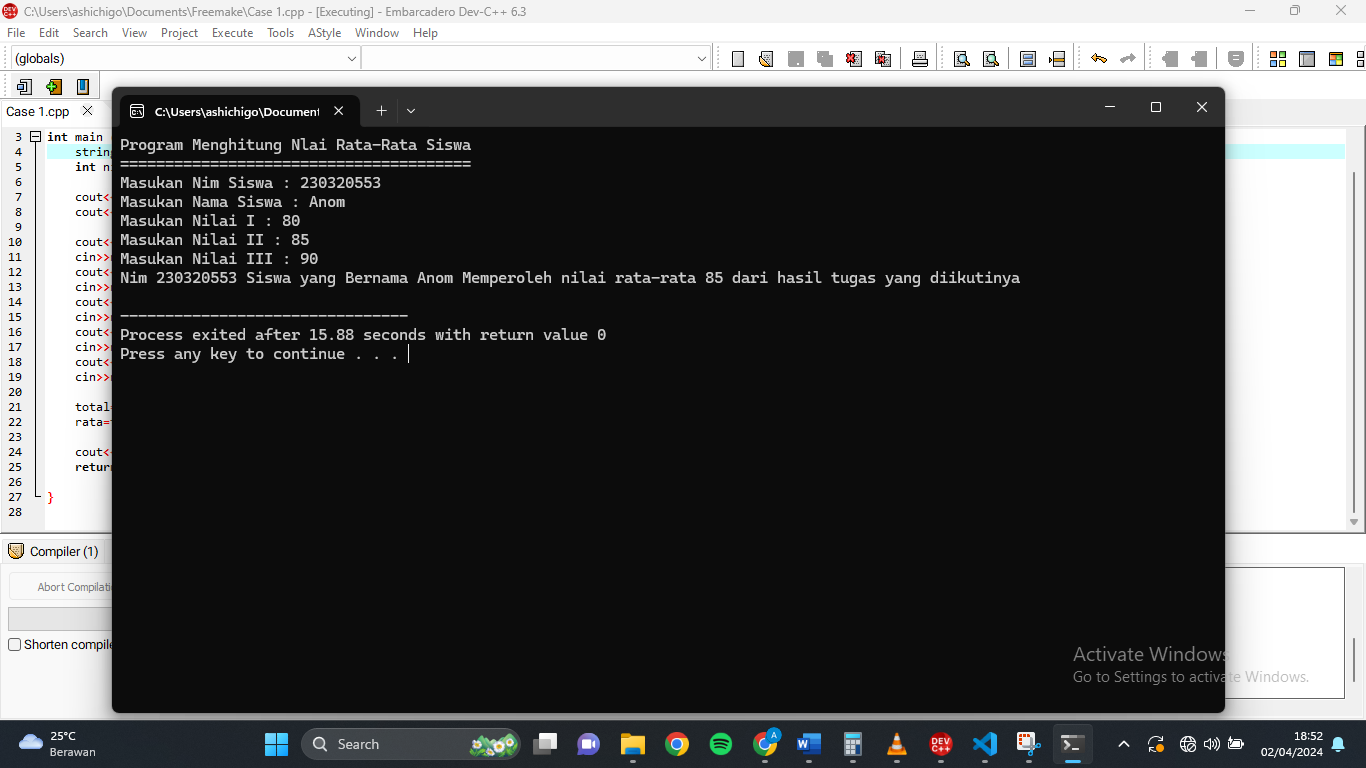 C:\Users\ashichigo\Documents\Freemake\Case 1.cpp - [Executing] - Embarcadero Dev-C++ 6.3
File Edit Search View Project Execute Tools AStyle Window Help
(globals)
Case 1.cpp
C:\Users\ashichigo\Document
Program Menghitung Nlai Rata-Rata Siswa
=======================================
Masukan Nim Siswa : 230320553
Masukan Nama Siswa : Anom
Masukan Nilai I : 80
Masukan Nilai II : 85
Masukan Nilai III : 90
Nim 230320553 Siswa yang Bernama Anom Memperoleh nilai rata-rata 85 dari hasil tugas yang diikutinya
--------------------------------
Process exited after 15.88 seconds with return value 0
Press any key to continue . . .
3 int main
4 strin
5 int n
6
7 cout<
8 cout<
9
10 cout<
11 cin>>
12 cout<
13 cin>>
14 cout<
15 cin>>
16 cout<
17 cin>>
18 cout<
19 cin>>
20
21 total=
22 rata=
23
24 cout<
25 retur
26
27 }
28
Compiler (1)
Abort Compilati
Shorten compile
Activate Windows
Go to Settings to activate Windows.
25°C
Berawan
Search
A
DEV C++
18:52
02/04/2024